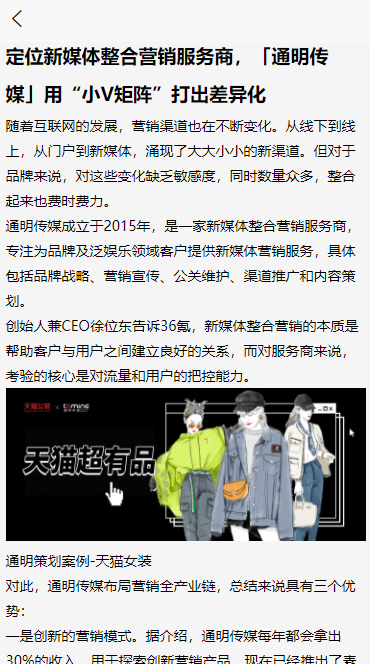 定位新媒体整合营销服务商，「通明传
媒」用“小V矩阵”打出差异化
随着互联网的发展，营销渠道也在不断变化。从线下到线
上，从门户到新媒体，涌现了大大小小的新渠道。但对于
品牌来说，对这些变化缺乏敏感度，同时数量众多，整合
起来也费时费力。
通明传媒成立于2015年，是一家新媒体整合营销服务商，
专注为品牌及泛娱乐领域客户提供新媒体营销服务，具体
包括品牌战略、营销宣传、公关维护、渠道推广和内容策
划。
创始人兼CEO徐位东告诉36氪，新媒体整合营销的本质是
帮助客户与用户之间建立良好的关系，而对服务商来说，
考验的核心是对流量和用户的把控能力。
天猫女装 ×
天猫超有品
通明策划案例-天猫女装
对此，通明传媒布局营销全产业链，总结来说具有三个优
势：
一是创新的营销模式。据介绍，通明传媒每年都会拿出
30%的收入，用于探索创新营销产品，现在已经推出了青